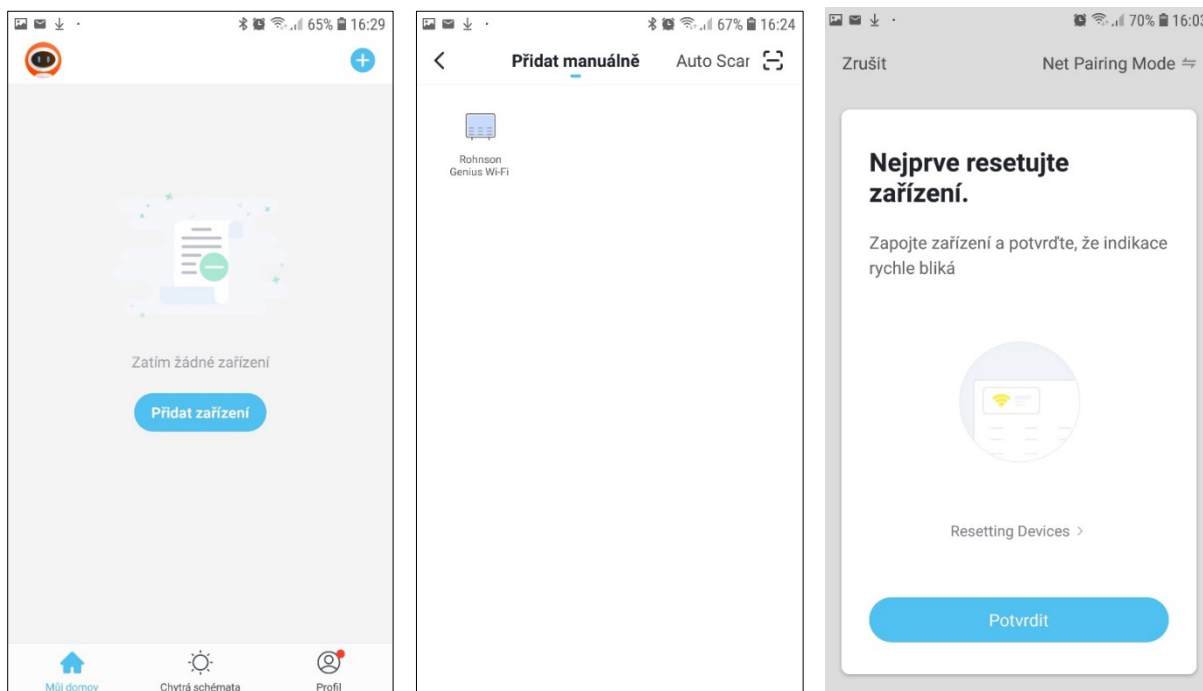 65% 16:29
Zatím žádné zařízení
Přidat zařízení
Můj domov
Chytrá schémata
Profil
67% 16:24
Přidat manuálně
Auto Scar
Rohnson
Genius Wi-Fi
70% 16:03
Zrušit
Net Pairing Mode
Nejprve resetujte
zařízení.
Zapojte zařízení a potvrďte, že indikace
rychle bliká
Resetting Devices >
Potvrdit